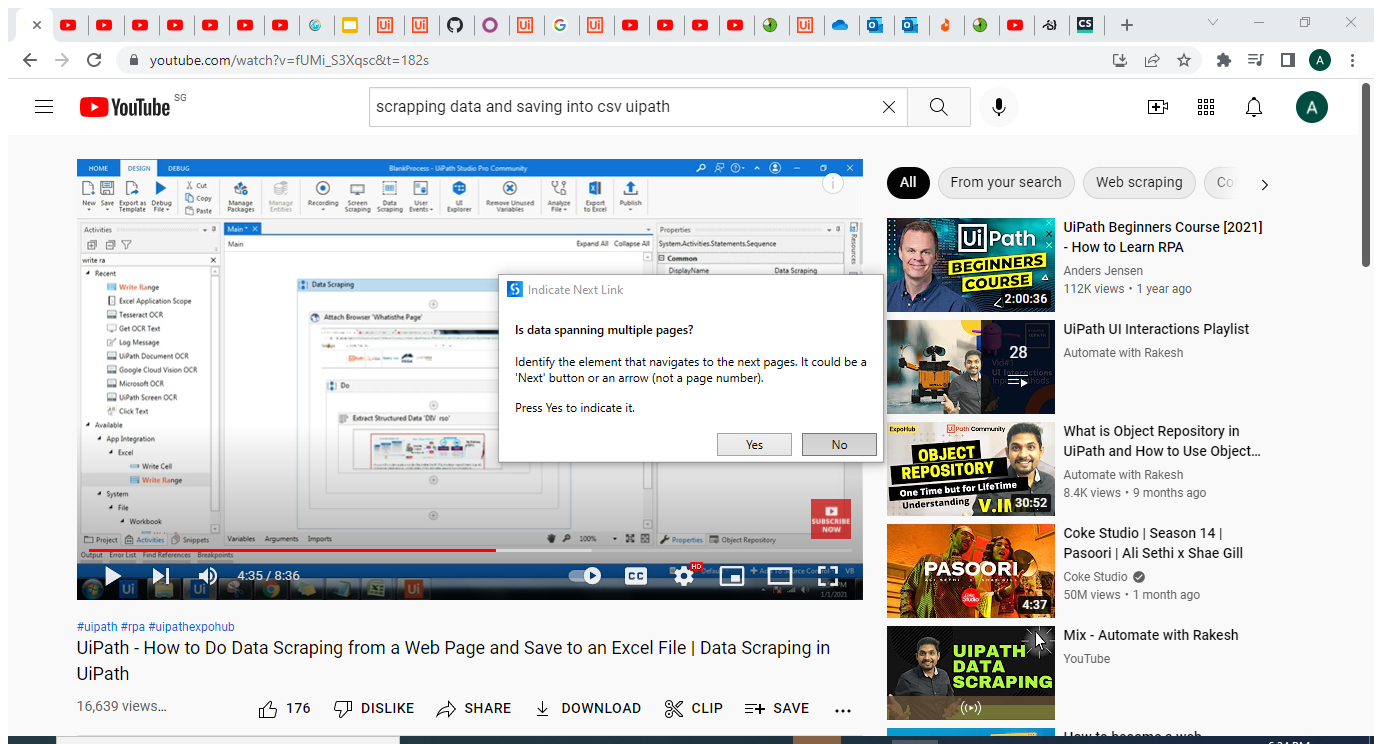 youtube.com/watch?v=fUMi_S3Xqsc&t=182s
A
YouTube SG
scrapping data and saving into csv uipath
A
HOME DESIGN DEBUG
BlankProcess - UiPath Studio Pro Community
New Save Export as Template Debug File
Cut
Copy
Paste
Manage Packages
Manage Entities
Recording
Screen Scraping
Data Scraping
User Events
UI Explorer
Remove Unused Variables
Analyze File
Export to Excel
Publish
Activities
Main*
Properties
Resources
Main
Expand All Collapse All
System.Activities.Statements.Sequence
write ra
Common
DisplayName Data Scraping
Recent
Write Range
Excel Application Scope
Tesseract OCR
Get OCR Text
Log Message
UiPath Document OCR
Google Cloud Vision OCR
Microsoft OCR
UiPath Screen OCR
Click Text
Available
App Integration
Excel
Write Cell
Write Range
System
File
Workbook
Data Scraping
Attach Browser 'Whatisthe Page'
Do
Extract Structured Data 'DIV rso'
Indicate Next Link
Is data spanning multiple pages?
Identify the element that navigates to the next pages. It could be a
'Next' button or an arrow (not a page number).
Press Yes to indicate it.
Yes No
SUBSCRIBE
NOW
Project Activities Snippets
Variables Arguments Imports
100%
Properties Object Repository
Output Error List Find References Breakpoints
4:35 / 8:36
CC
HD
1/1/2021
#uipath #rpa #uipathexpohub
UiPath - How to Do Data Scraping from a Web Page and Save to an Excel File | Data Scraping in
UiPath
16,639 views...
176 DISLIKE SHARE DOWNLOAD CLIP SAVE ...
All From your search Web scraping
UiPath
BEGINNERS
COURSE
2:00:36
UiPath Beginners Course [2021]
- How to Learn RPA
Anders Jensen
112K views • 1 year ago
28
UiPath UI Interactions Playlist
Automate with Rakesh
ExpoHub
UiPath Community
OBJECT
REPOSITORY
One Time but for LifeTime
Understanding
30:52
What is Object Repository in
UiPath and How to Use Object...
Automate with Rakesh
8.4K views • 9 months ago
PASOORI
ALI SETHI x SHAE GILL
Coke Studio
4:37
Coke Studio | Season 14 |
Pasoori | Ali Sethi x Shae Gill
Coke Studio
50M views • 1 month ago
UIPATH
DATA
SCRAPING
Mix - Automate with Rakesh
YouTube